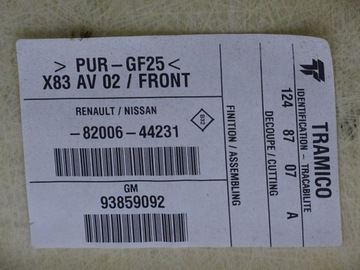 > PUR-GF25 <
X83 AV 02 / FRONT
RENAULT / NISSAN
-82006-44231
GM
93859092
FINITION / ASSEMBLING
DECOUPE / CUTTING
124 87 07 A
IDENTIFICATION - TRACABILITE
TRAMICO